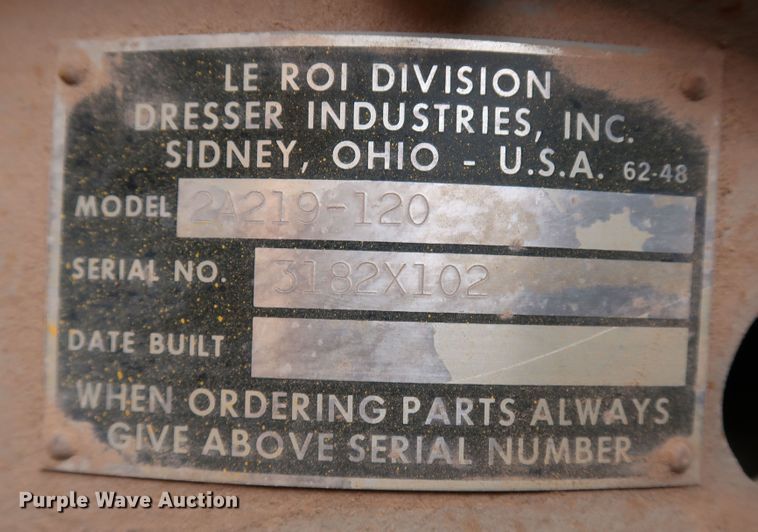 LE ROI DIVISION
DRESSER INDUSTRIES, INC.
SIDNEY, OHIO - U.S.A. 62-48
MODEL 2A219-120
SERIAL NO. 3182X102
DATE BUILT
WHEN ORDERING PARTS ALWAYS
GIVE ABOVE SERIAL NUMBER
Purple Wave Auction